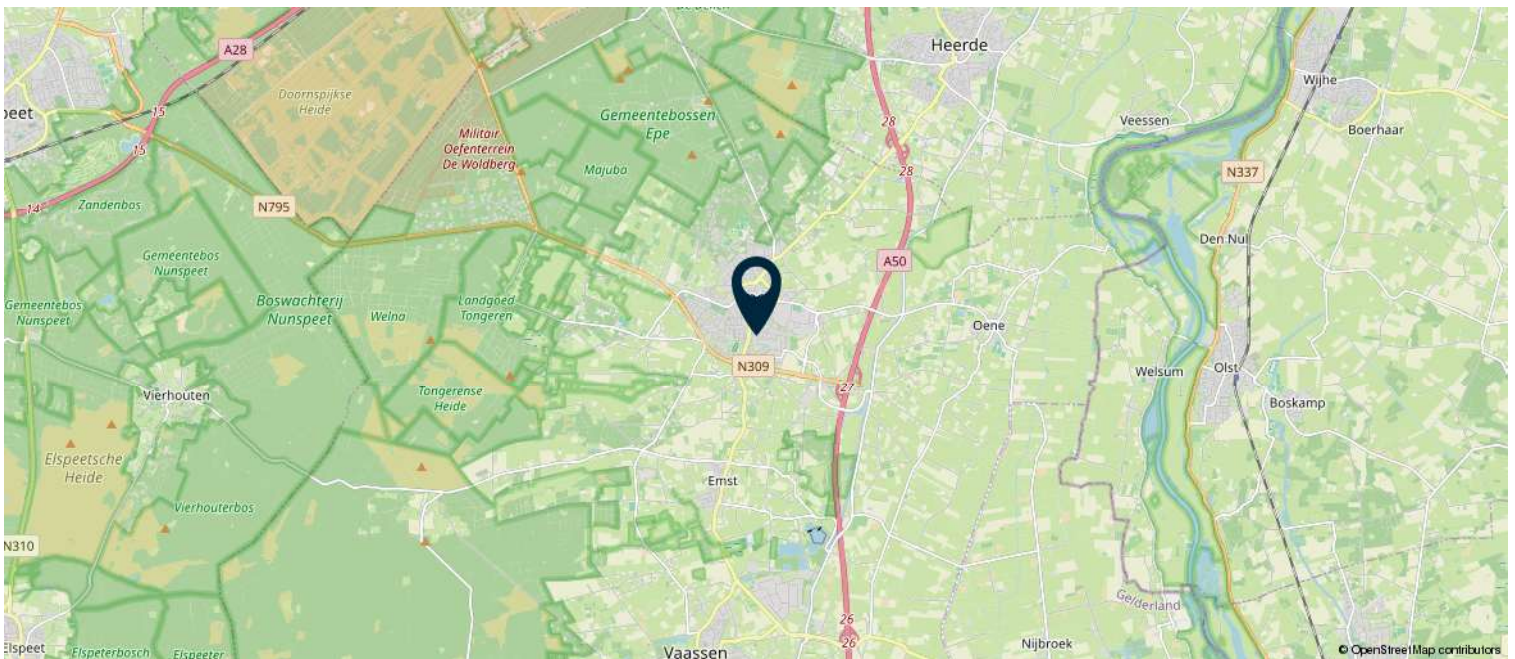 Heerde
A28
Wijhe
Doornspijkse
Heide
peet
15
Gemeentebossen
Epe
28
Veessen
Boerhaar
Militair
Oefenterrein
De Woldberg
15
28
Majuba
N337
14
Zandenbos
N795
Den Nul
Gemeentebos
Nunspeet
A50
Gemeentebos
Nunspeet
Boswachterij
Nunspeet
Welna
Landgoed
Tongeren
Oene
N309
Olst
Welsum
27
Vierhouten
Tongerense
Heide
Boskamp
Elspeetsche
Heide
Emst
Vierhouterbos
N310
Gelderland
26
26
Nijbroek
Elspeet
Elspeterbosch
Elspeeter
Vaassen
© OpenStreetMap contributors